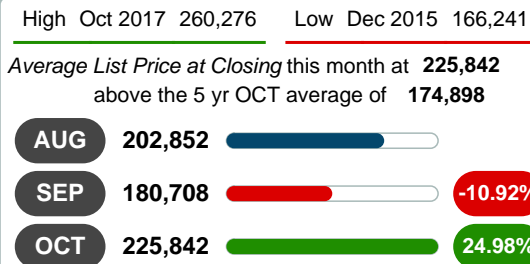 High Oct 2017 260,276 Low Dec 2015 166,241
Average List Price at Closing this month at 225,842
above the 5 yr OCT average of 174,898
AUG 202,852
SEP 180,708 -10.92%
OCT 225,842 24.98%